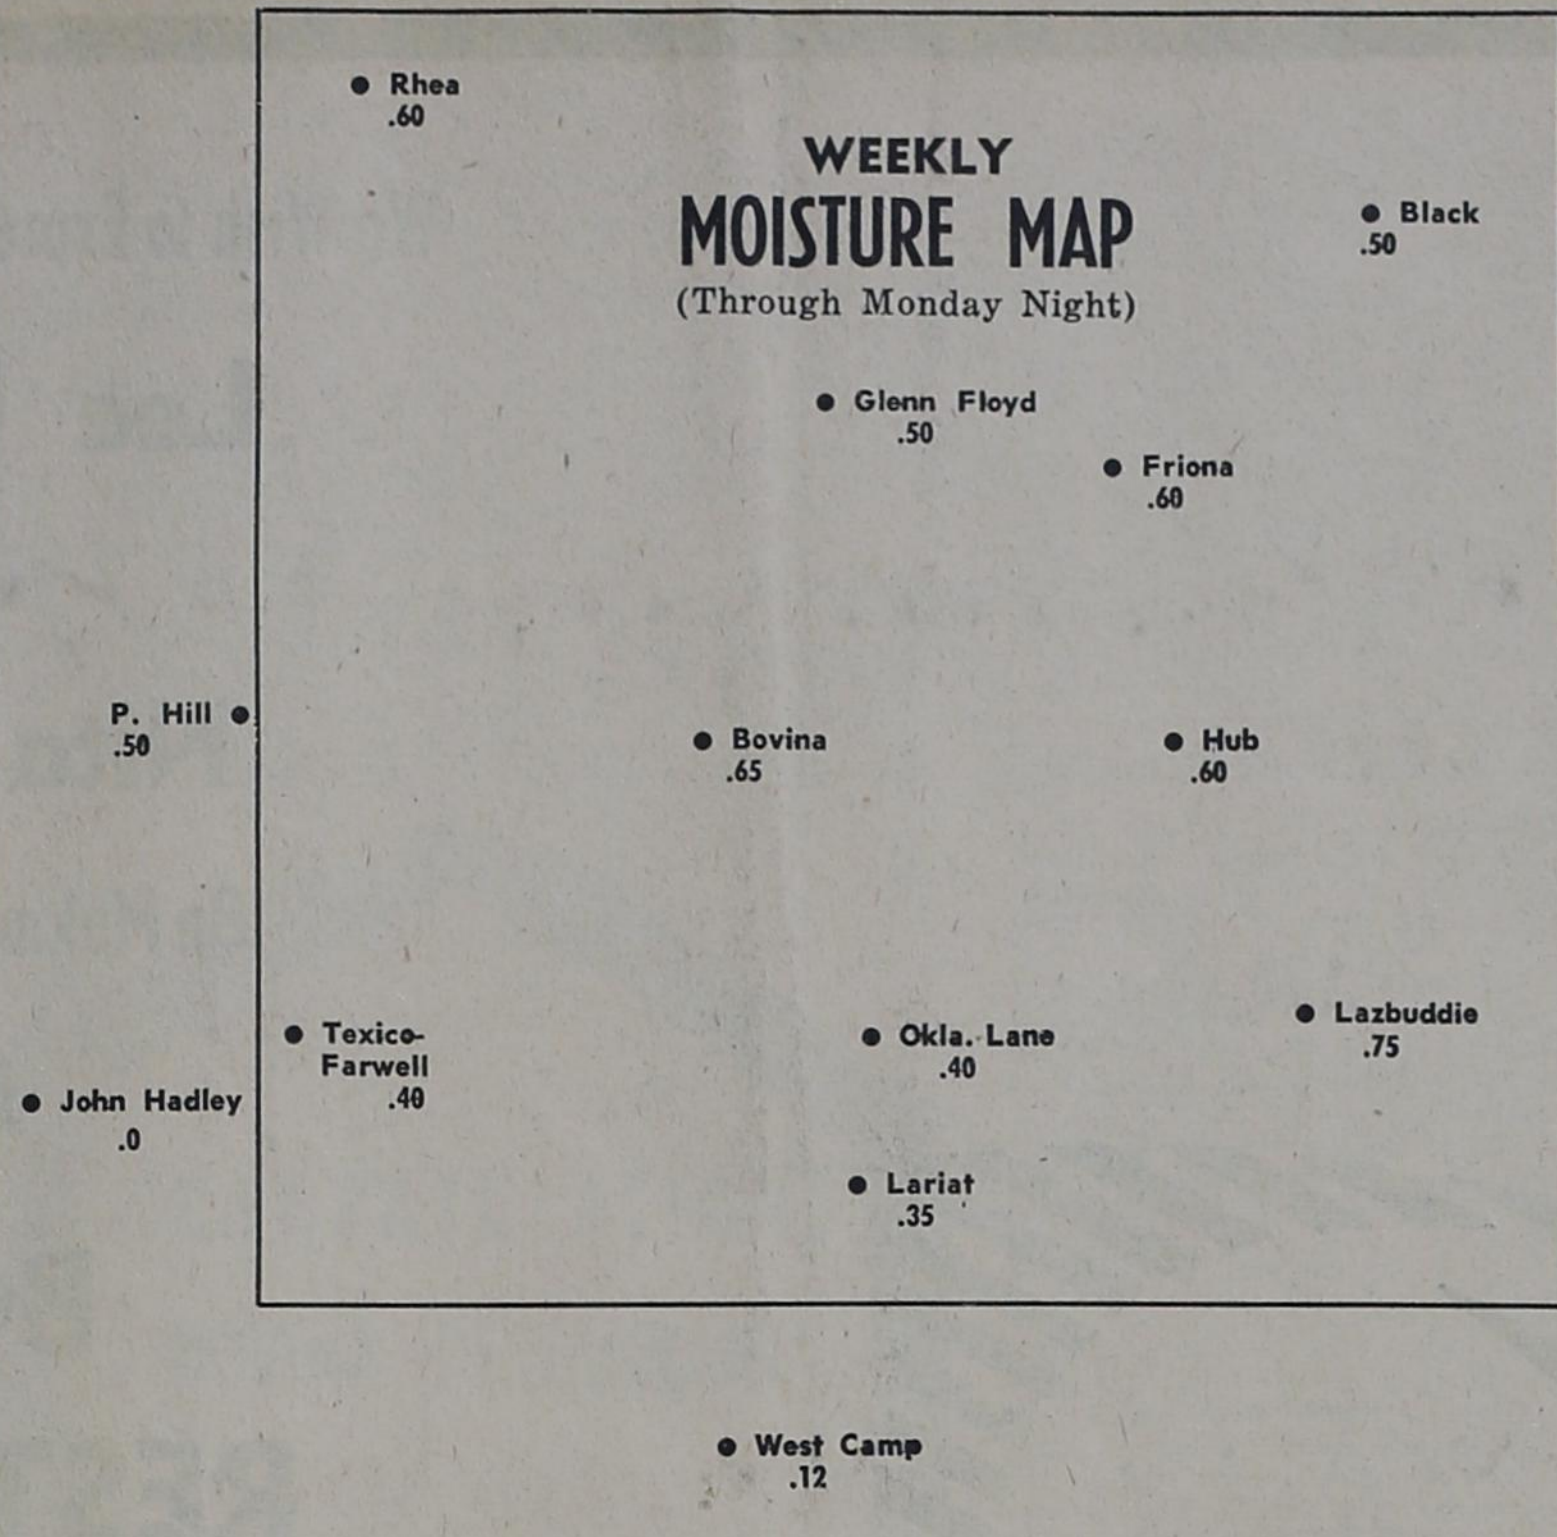 Rhea
.60
WEEKLY
MOISTURE MAP
(Through Monday Night)
Black
.50
Glenn Floyd
.50
Friona
.60
P. Hill
.50
Bovina
.65
Hub
.60
Texico-
Farwell
.40
Okla. Lane
.40
Lazbuddie
.75
John Hadley
.0
Lariat
.35
West Camp
.12